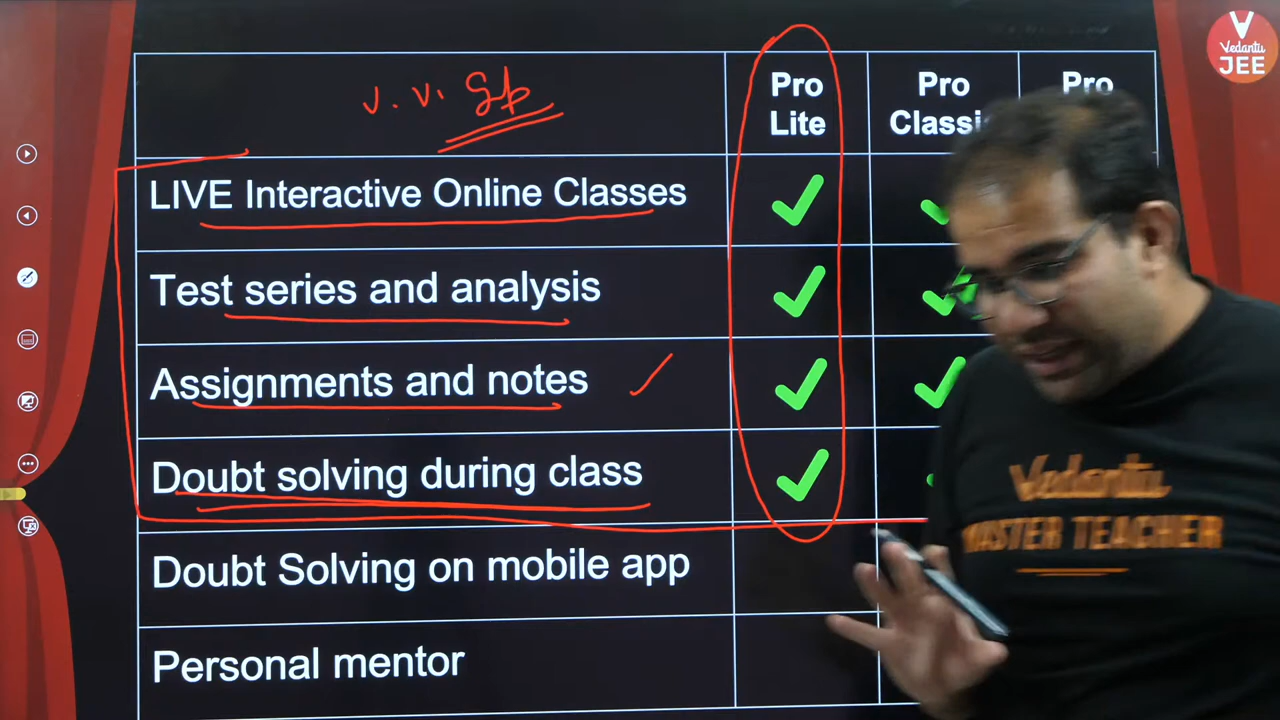 Vedantu
JEE
v. v. Imp
Pro
Lite
Pro
Classic
Pro
LIVE Interactive Online Classes
Test series and analysis
Assignments and notes
Doubt solving during class
Doubt Solving on mobile app
Personal mentor
Vedantu
MASTER TEACHER